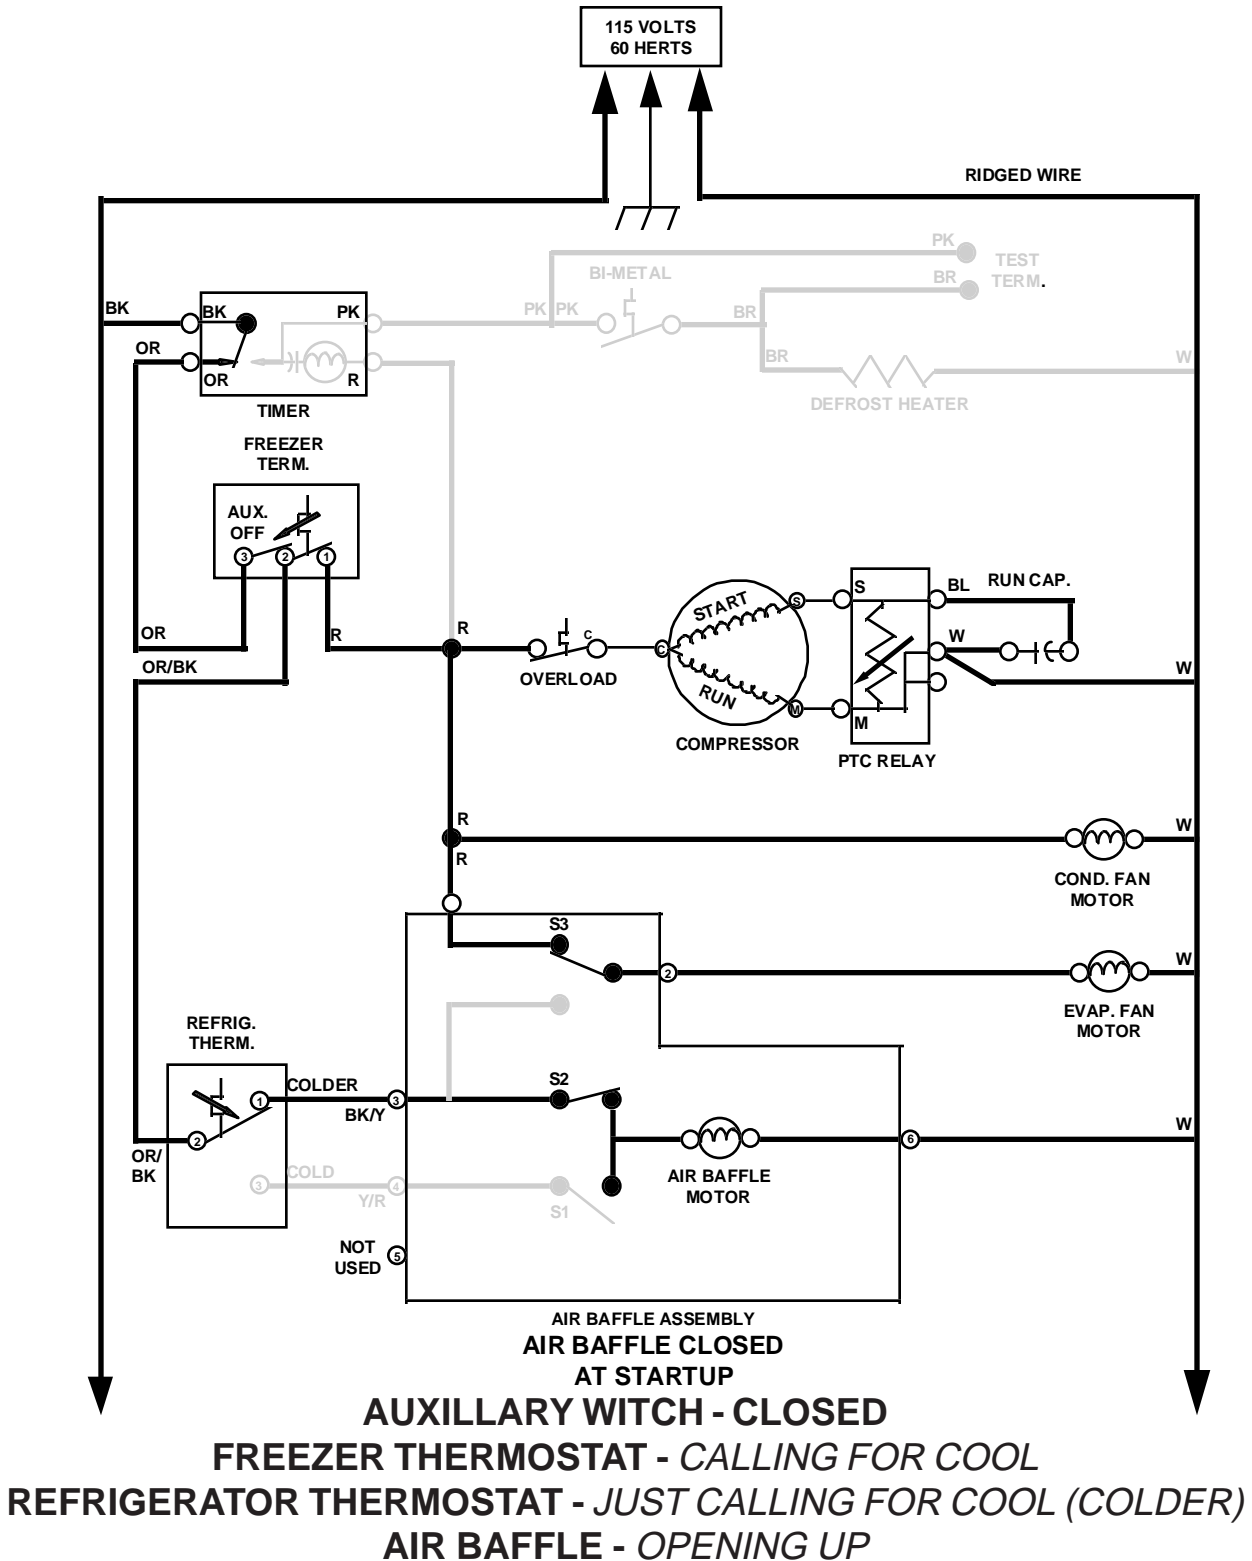 115 VOLTS
60 HERTS
RIDGED WIRE
PK
TEST
TERM.
BR
BI-METAL
PK PK
BR
BR
W
DEFROST HEATER
BK
BK
PK
OR
OR
R
TIMER
FREEZER
TERM.
AUX.
OFF
3 2 1
OR
R
R
OR/BK
C
OVERLOAD
C
START
S
RUN
M
COMPRESSOR
S
BL
RUN CAP.
W
W
M
PTC RELAY
R
W
R
COND. FAN
MOTOR
S3
2
W
EVAP. FAN
MOTOR
REFRIG.
THERM.
1
COLDER
3
BK/Y
S2
2
OR/
BK
6
W
AIR BAFFLE
MOTOR
3
COLD
4
Y/R
S1
NOT
USED
5
AIR BAFFLE ASSEMBLY
AIR BAFFLE CLOSED
AT STARTUP
AUXILLARY WITCH - CLOSED
FREEZER THERMOSTAT - CALLING FOR COOL
REFRIGERATOR THERMOSTAT - JUST CALLING FOR COOL (COLDER)
AIR BAFFLE - OPENING UP